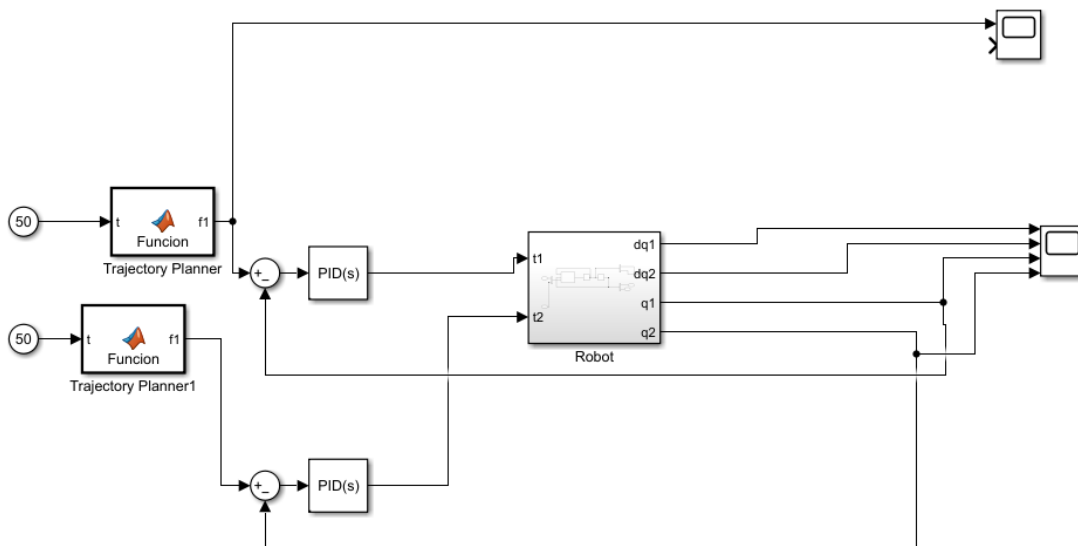 50
t
f1
Funcion
Trajectory Planner
+
−
PID(s)
t1
t2
dq1
dq2
q1
q2
Robot
50
t
f1
Funcion
Trajectory Planner1
+
−
PID(s)